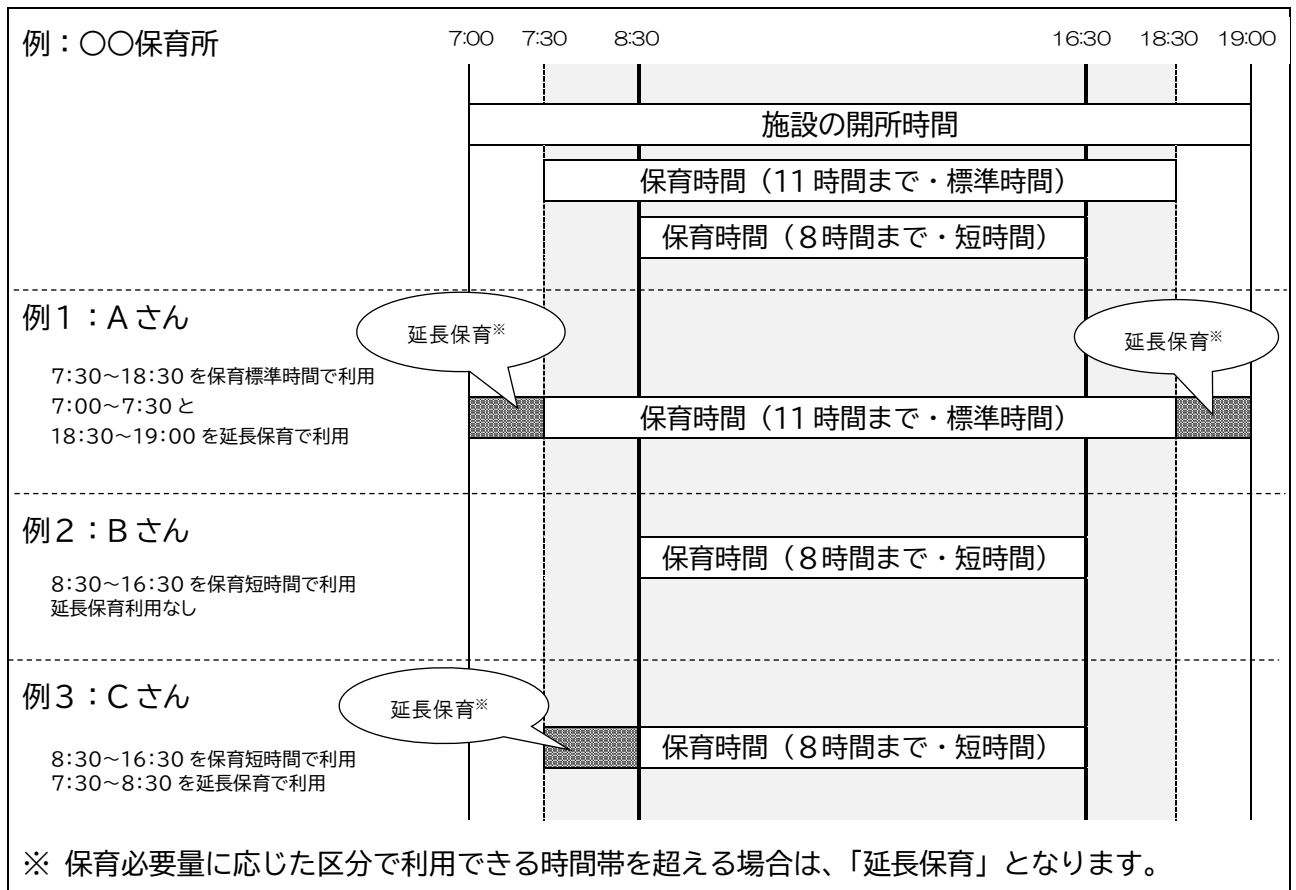 例：○○保育所
7:00 7:30 8:30 16:30 18:30 19:00
施設の開所時間
保育時間（11時間まで・標準時間）
保育時間（８時間まで・短時間）
例１：Aさん
延長保育※
延長保育※
7:30～18:30を保育標準時間で利用
7:00～7:30と
18:30～19:00を延長保育で利用
保育時間（11時間まで・標準時間）
例２：Bさん
保育時間（８時間まで・短時間）
8:30～16:30を保育短時間で利用
延長保育利用なし
例３：Cさん
延長保育※
保育時間（８時間まで・短時間）
8:30～16:30を保育短時間で利用
7:30～8:30を延長保育で利用
※ 保育必要量に応じた区分で利用できる時間帯を超える場合は、「延長保育」となります。